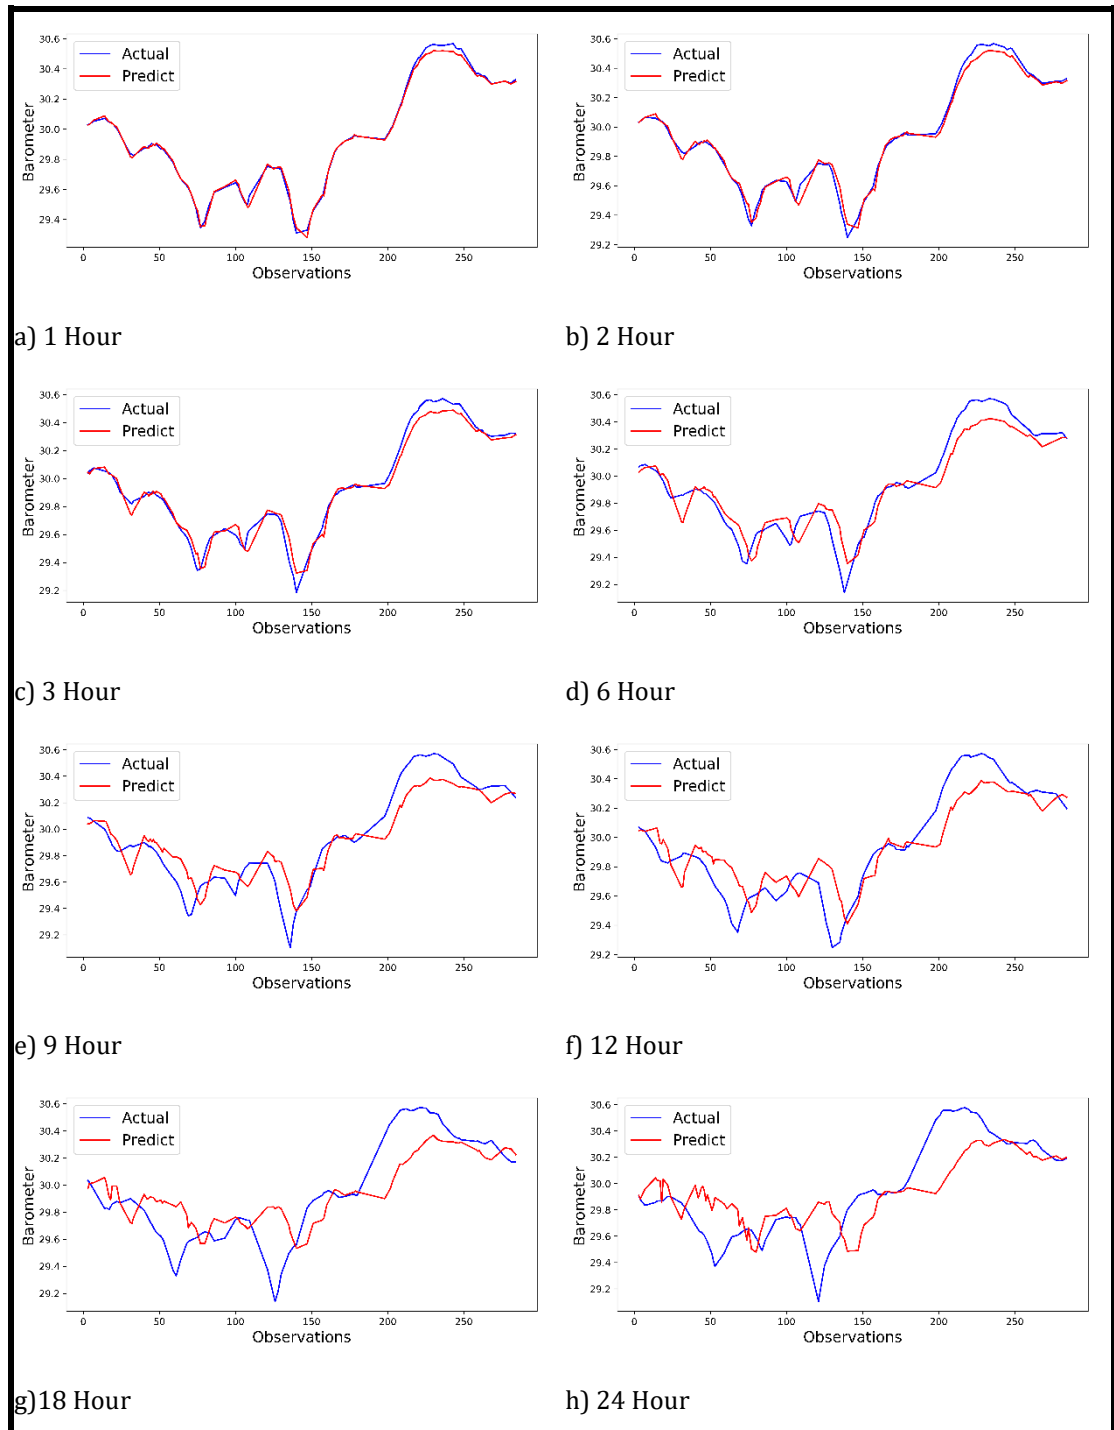 30.6
30.4
30.2
30.0
29.8
29.6
29.4
Barometer
Actual
Predict
0 50 100 150 200 250
Observations
30.6
30.4
30.2
30.0
29.8
29.6
29.4
29.2
Barometer
Actual
Predict
0 50 100 150 200 250
Observations
a) 1 Hour
b) 2 Hour
30.6
30.4
30.2
30.0
29.8
29.6
29.4
29.2
Barometer
Actual
Predict
0 50 100 150 200 250
Observations
30.6
30.4
30.2
30.0
29.8
29.6
29.4
29.2
Barometer
Actual
Predict
0 50 100 150 200 250
Observations
c) 3 Hour
d) 6 Hour
30.6
30.4
30.2
30.0
29.8
29.6
29.4
29.2
Barometer
Actual
Predict
0 50 100 150 200 250
Observations
30.6
30.4
30.2
30.0
29.8
29.6
29.4
29.2
Barometer
Actual
Predict
0 50 100 150 200 250
Observations
e) 9 Hour
f) 12 Hour
30.6
30.4
30.2
30.0
29.8
29.6
29.4
29.2
Barometer
Actual
Predict
0 50 100 150 200 250
Observations
30.6
30.4
30.2
30.0
29.8
29.6
29.4
29.2
Barometer
Actual
Predict
0 50 100 150 200 250
Observations
g)18 Hour
h) 24 Hour